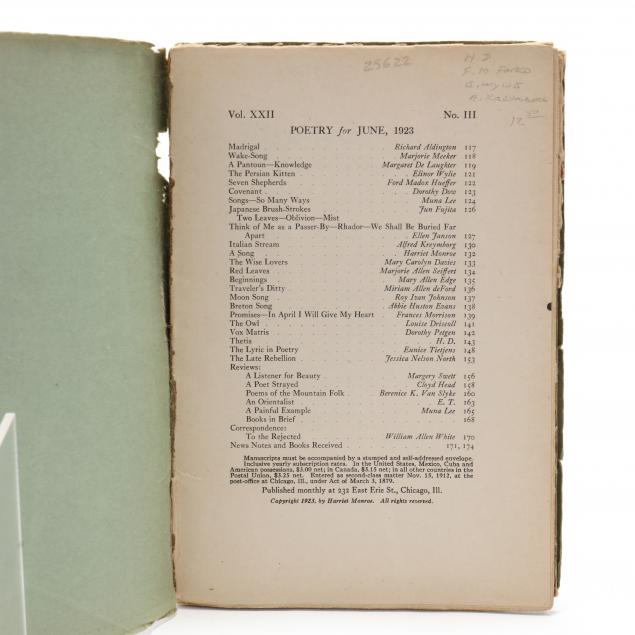 25622
H. D.
E. Wylie
A. Kreymborg
12 50
Vol. XXII No. III
POETRY for JUNE, 1923
Madrigal . . . Richard Aldington 117
Wake-Song . . . Marjorie Meeker 118
A Pantoun—Knowledge . . . Margaret De Laughter 119
The Persian Kitten . . . Elinor Wylie 121
Seven Shepherds . . . Ford Madox Hueffer 122
Covenant . . . Dorothy Dow 123
Songs—So Many Ways . . . Muna Lee 124
Japanese Brush-Strokes . . . Jun Fujita 126
Two Leaves—Oblivion—Mist
Think of Me as a Passer-By—Rhador—We Shall Be Buried Far
Apart . . . Ellen Janson 127
Italian Stream . . . Alfred Kreymborg 130
A Song . . . Harriet Monroe 132
The Wise Lovers . . . Mary Carolyn Davies 133
Red Leaves . . . Marjorie Allen Seiffert 134
Beginnings . . . Mary Allen Edge 135
Traveler's Ditty . . . Miriam Allen deFord 136
Moon Song . . . Roy Ivan Johnson 137
Breton Song . . . Abbie Huston Evans 138
Promises—In April I Will Give My Heart . Frances Morrison 139
The Owl . . . Louise Driscoll 141
Vox Matris . . . Dorothy Petgen 142
Thetis . . . H. D. 143
The Lyric in Poetry . . . Eunice Tietjens 148
The Late Rebellion . . . Jessica Nelson North 153
Reviews:
A Listener for Beauty . . . Margery Swett 156
A Poet Strayed . . . Cloyd Head 158
Poems of the Mountain Folk . . . Berenice K. Van Slyke 160
An Orientalist . . . E. T. 163
A Painful Example . . . Muna Lee 165
Books in Brief . . . 168
Correspondence:
To the Rejected . . . William Allen White 170
News Notes and Books Received . . . 171, 174
Manuscripts must be accompanied by a stamped and self-addressed envelope.
Inclusive yearly subscription rates. In the United States, Mexico, Cuba and
American possessions, $3.00 net; in Canada, $3.15 net; in all other countries in the
Postal Union, $3.25 net. Entered as second-class matter Nov. 15, 1912, at the
post-office at Chicago, Ill., under Act of March 3, 1879.
Published monthly at 232 East Erie St., Chicago, Ill.
Copyright 1923, by Harriet Monroe. All rights reserved.